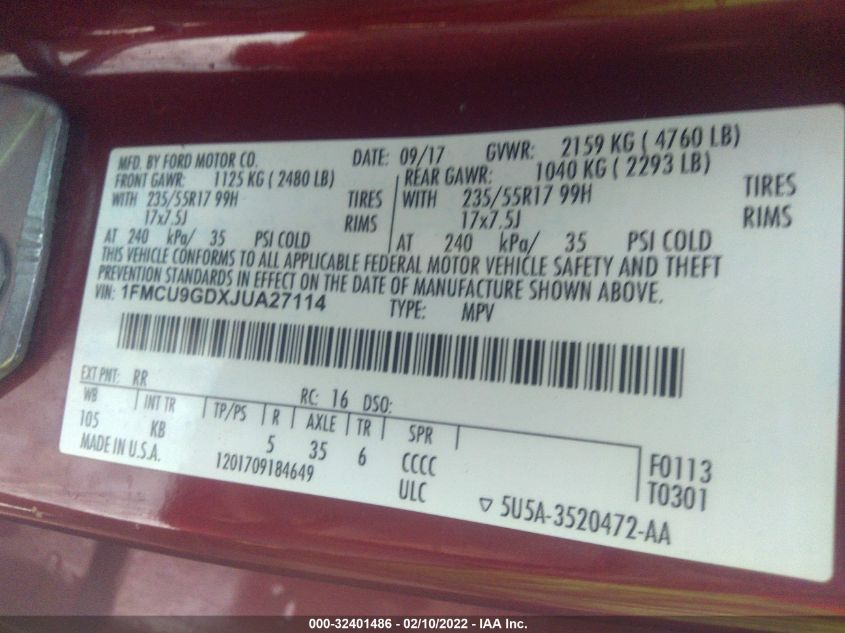 MFD. BY FORD MOTOR CO. DATE: 09/17 GVWR: 2159 KG ( 4760 LB)
FRONT GAWR: 1125 KG ( 2480 LB) REAR GAWR: 1040 KG ( 2293 LB)
WITH 235/55R17 99H TIRES WITH 235/55R17 99H TIRES
17x7.5J RIMS 17x7.5J RIMS
AT 240 kPa/ 35 PSI COLD AT 240 kPa/ 35 PSI COLD
THIS VEHICLE CONFORMS TO ALL APPLICABLE FEDERAL MOTOR VEHICLE SAFETY AND THEFT
PREVENTION STANDARDS IN EFFECT ON THE DATE OF MANUFACTURE SHOWN ABOVE.
VIN: 1FMCU9GDXJUA27114 TYPE: MPV
EXT PNT: RR RC: 16 DSO:
WB INT TR TP/PS R AXLE TR SPR
105 KB 5 35 6 CCCC F0113
MADE IN U.S.A. 1201709184649 ULC T0301
▽ 5U5A-3520472-AA
000-32401486 - 02/10/2022 - IAA Inc.